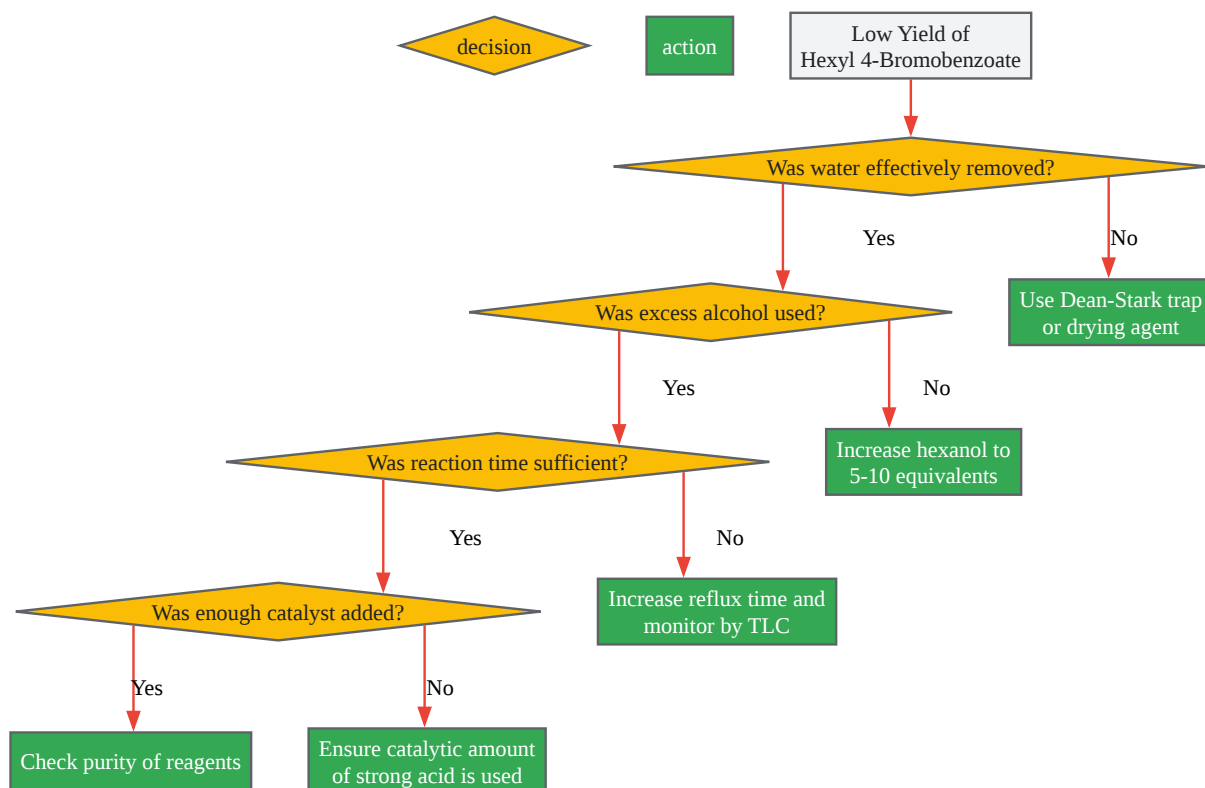 decision
action
Low Yield of
Hexyl 4-Bromobenzoate
Was water effectively removed?
Yes
No
Use Dean-Stark trap
or drying agent
Was excess alcohol used?
Yes
No
Increase hexanol to
5-10 equivalents
Was reaction time sufficient?
Yes
No
Increase reflux time and
monitor by TLC
Was enough catalyst added?
Yes
No
Check purity of reagents
Ensure catalytic amount
of strong acid is used